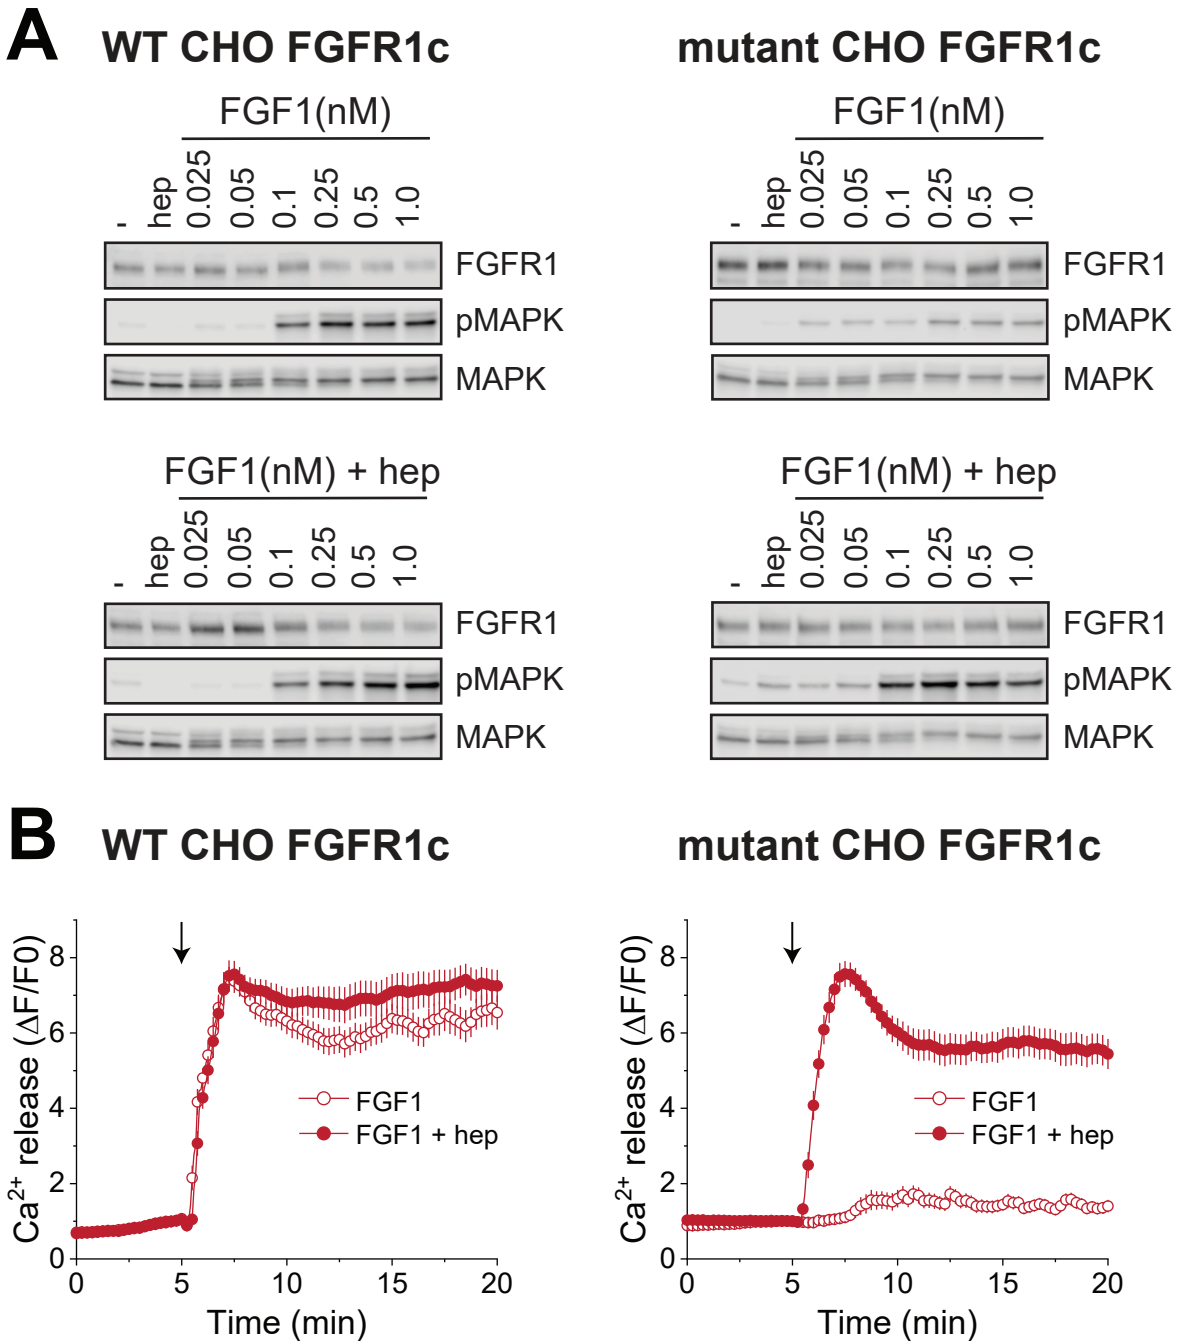 A
WT CHO FGFR1c
mutant CHO FGFR1c
FGF1(nM)
- hep 0.025 0.05 0.1 0.25 0.5 1.0
FGFR1
pMAPK
MAPK
FGF1(nM)
- hep 0.025 0.05 0.1 0.25 0.5 1.0
FGFR1
pMAPK
MAPK
FGF1(nM) + hep
- hep 0.025 0.05 0.1 0.25 0.5 1.0
FGFR1
pMAPK
MAPK
FGF1(nM) + hep
- hep 0.025 0.05 0.1 0.25 0.5 1.0
FGFR1
pMAPK
MAPK
B
WT CHO FGFR1c
mutant CHO FGFR1c
Ca²⁺ release (ΔF/F0)
8
6
4
2
0
FGF1
FGF1 + hep
0 5 10 15 20
Time (min)
Ca²⁺ release (ΔF/F0)
8
6
4
2
0
FGF1
FGF1 + hep
0 5 10 15 20
Time (min)